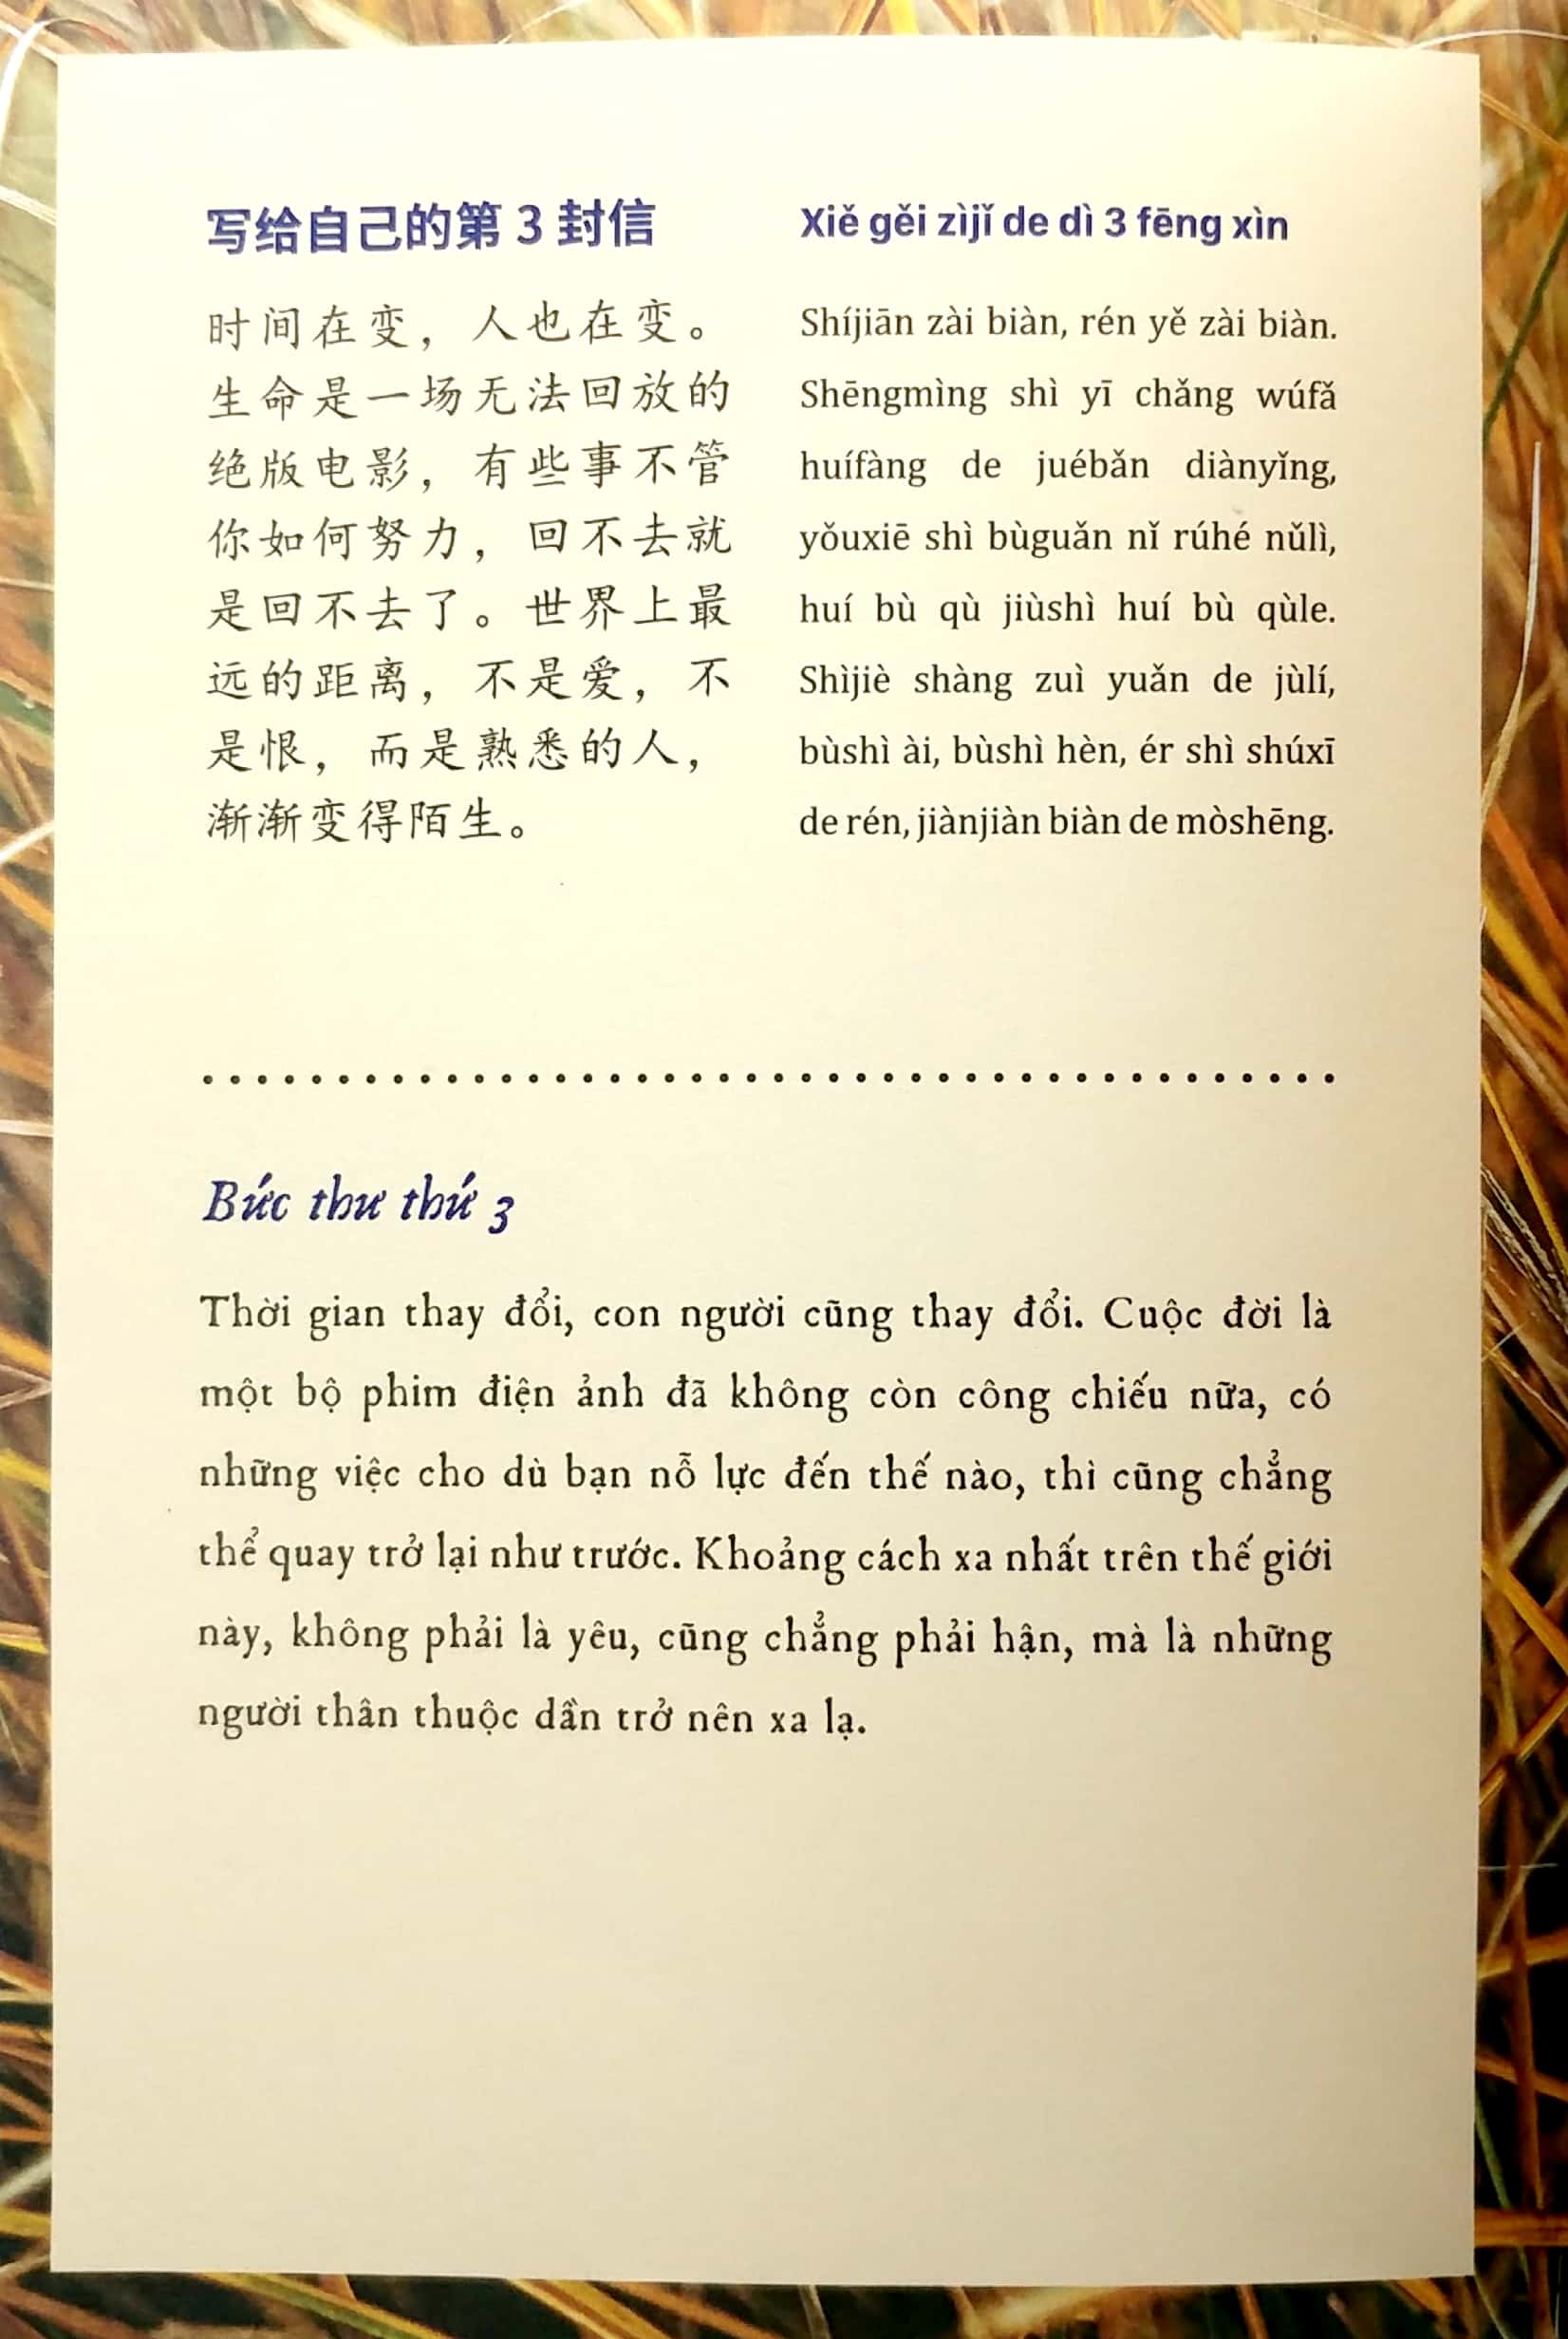 写给自己的第 3 封信
时间在变，人也在变。
生命是一场无法回放的
绝版电影，有些事不管
你如何努力，回不去就
是回不去了。世界上最
远的距离，不是爱，不
是恨，而是熟悉的人，
渐渐变得陌生。
Xiě gěi zìjǐ de dì 3 fēng xìn
Shíjiān zài biàn, rén yě zài biàn.
Shēngmìng shì yī chǎng wúfǎ
huífàng de juébǎn diànyǐng,
yǒuxiē shì bùguǎn nǐ rúhé nǔlì,
huí bù qù jiùshì huí bù qùle.
Shìjiè shàng zuì yuǎn de jùlí,
bùshì ài, bùshì hèn, ér shì shúxī
de rén, jiànjiàn biàn de mòshēng.
Bức thư thứ 3
Thời gian thay đổi, con người cũng thay đổi. Cuộc đời là
một bộ phim điện ảnh đã không còn công chiếu nữa, có
những việc cho dù bạn nỗ lực đến thế nào, thì cũng chẳng
thể quay trở lại như trước. Khoảng cách xa nhất trên thế giới
này, không phải là yêu, cũng chẳng phải hận, mà là những
người thân thuộc dần trở nên xa lạ.